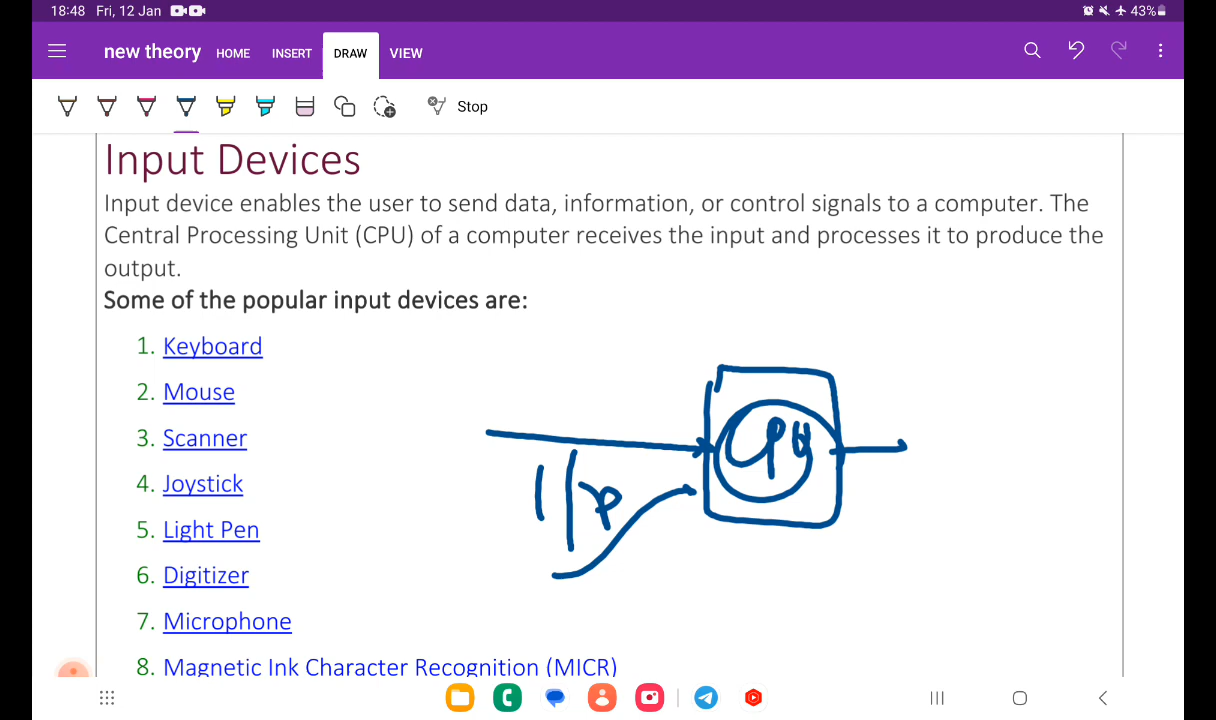 18:48 Fri, 12 Jan 43%
new theory HOME INSERT DRAW VIEW
Stop
Input Devices
Input device enables the user to send data, information, or control signals to a computer. The
Central Processing Unit (CPU) of a computer receives the input and processes it to produce the
output.
Some of the popular input devices are:
1. Keyboard
2. Mouse
3. Scanner
4. Joystick
5. Light Pen
6. Digitizer
7. Microphone
8. Magnetic Ink Character Recognition (MICR)
CPU
I/p